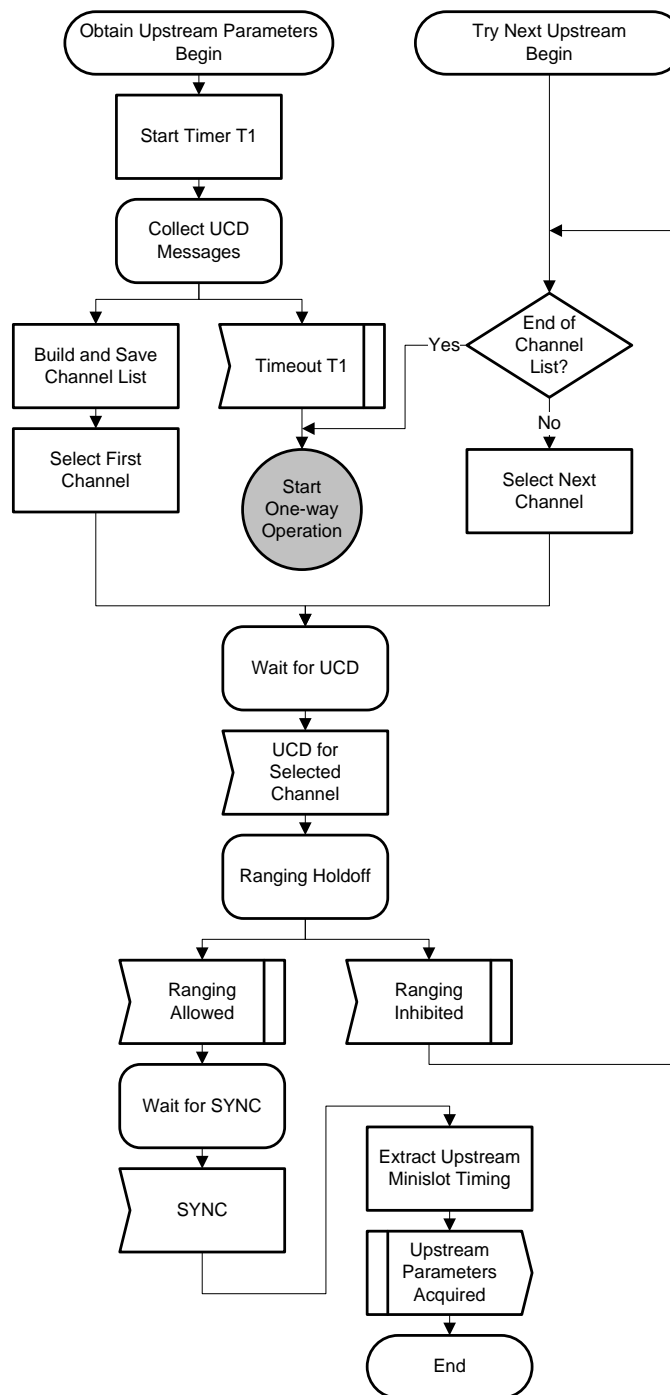 Obtain Upstream Parameters
Begin
Try Next Upstream
Begin
Start Timer T1
Collect UCD
Messages
Build and Save
Channel List
Timeout T1
Yes
End of
Channel
List?
No
Select First
Channel
Start
One-way
Operation
Select Next
Channel
Wait for UCD
UCD for
Selected
Channel
Ranging Holdoff
Ranging
Allowed
Ranging
Inhibited
Wait for SYNC
SYNC
Extract Upstream
Minislot Timing
Upstream
Parameters
Acquired
End